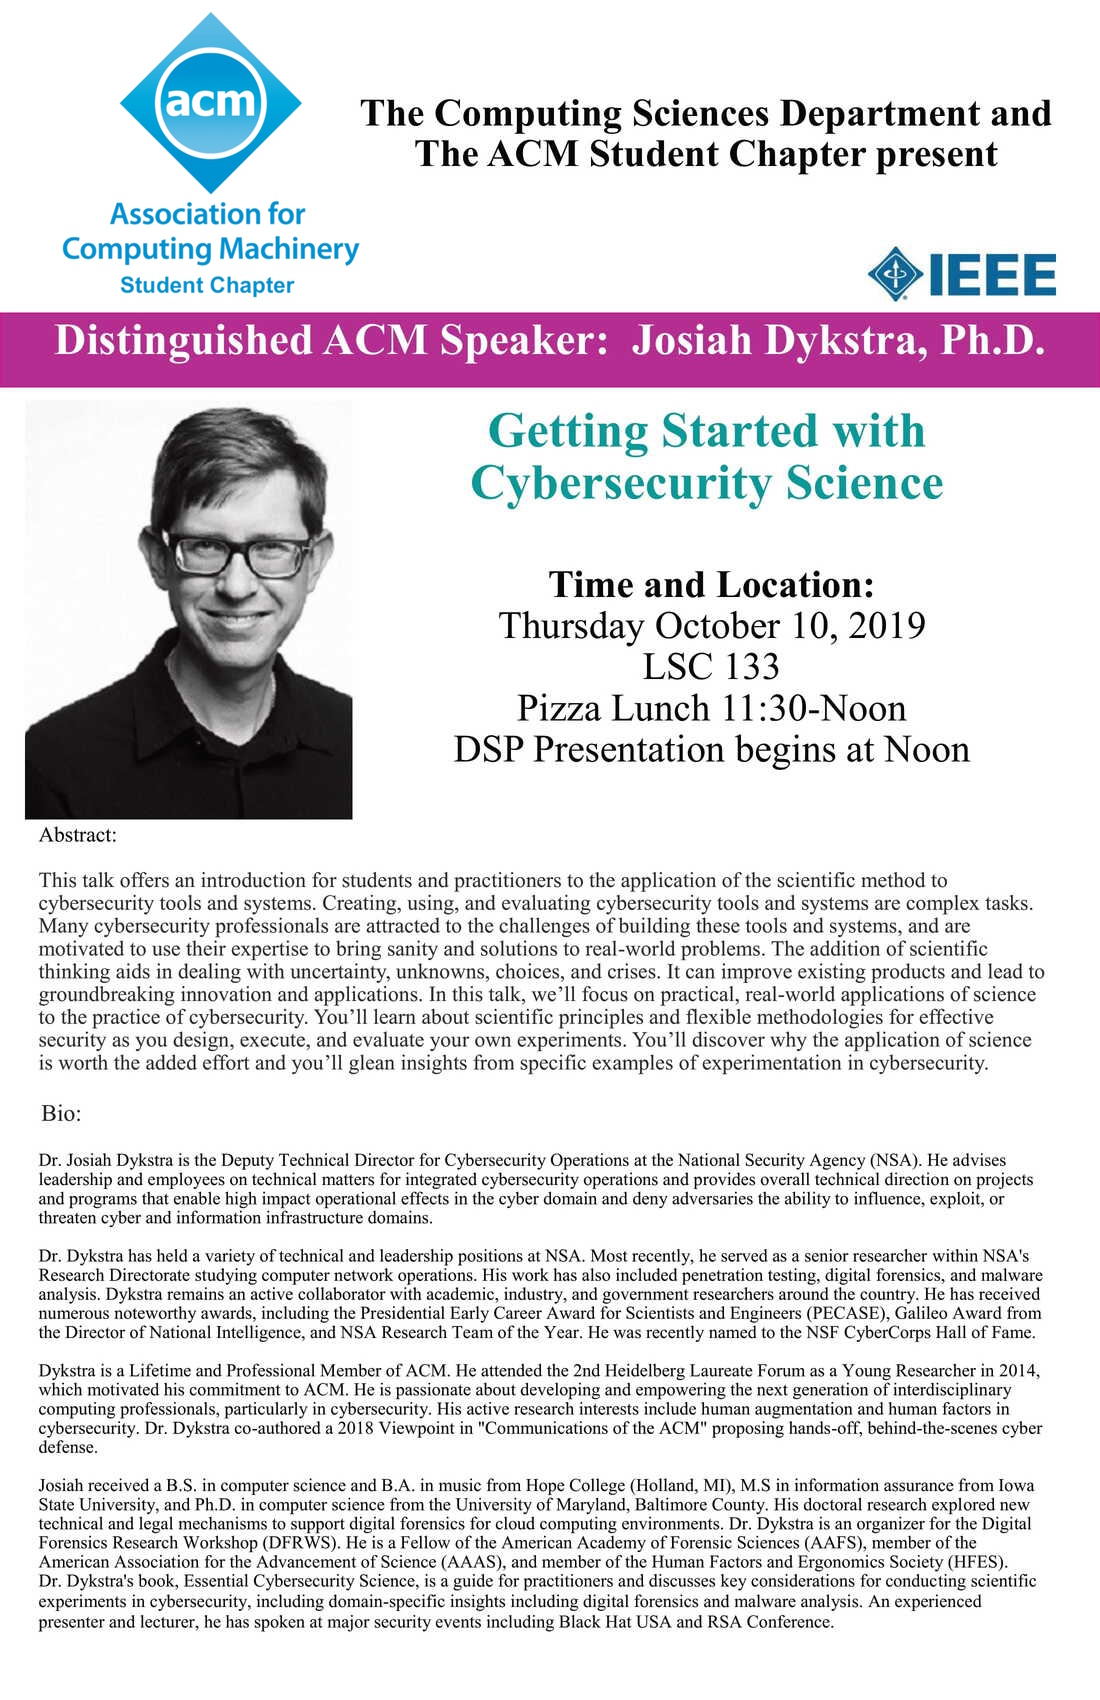 acm
Association for
Computing Machinery
Student Chapter
The Computing Sciences Department and
The ACM Student Chapter present
IEEE
Distinguished ACM Speaker:  Josiah Dykstra, Ph.D.
Getting Started with
Cybersecurity Science
Time and Location:
Thursday October 10, 2019
LSC 133
Pizza Lunch 11:30-Noon
DSP Presentation begins at Noon
Abstract:
This talk offers an introduction for students and practitioners to the application of the scientific method to
cybersecurity tools and systems. Creating, using, and evaluating cybersecurity tools and systems are complex tasks.
Many cybersecurity professionals are attracted to the challenges of building these tools and systems, and are
motivated to use their expertise to bring sanity and solutions to real-world problems. The addition of scientific
thinking aids in dealing with uncertainty, unknowns, choices, and crises. It can improve existing products and lead to
groundbreaking innovation and applications. In this talk, we’ll focus on practical, real-world applications of science
to the practice of cybersecurity. You’ll learn about scientific principles and flexible methodologies for effective
security as you design, execute, and evaluate your own experiments. You’ll discover why the application of science
is worth the added effort and you’ll glean insights from specific examples of experimentation in cybersecurity.
Bio:
Dr. Josiah Dykstra is the Deputy Technical Director for Cybersecurity Operations at the National Security Agency (NSA). He advises
leadership and employees on technical matters for integrated cybersecurity operations and provides overall technical direction on projects
and programs that enable high impact operational effects in the cyber domain and deny adversaries the ability to influence, exploit, or
threaten cyber and information infrastructure domains.
Dr. Dykstra has held a variety of technical and leadership positions at NSA. Most recently, he served as a senior researcher within NSA's
Research Directorate studying computer network operations. His work has also included penetration testing, digital forensics, and malware
analysis. Dykstra remains an active collaborator with academic, industry, and government researchers around the country. He has received
numerous noteworthy awards, including the Presidential Early Career Award for Scientists and Engineers (PECASE), Galileo Award from
the Director of National Intelligence, and NSA Research Team of the Year. He was recently named to the NSF CyberCorps Hall of Fame.
Dykstra is a Lifetime and Professional Member of ACM. He attended the 2nd Heidelberg Laureate Forum as a Young Researcher in 2014,
which motivated his commitment to ACM. He is passionate about developing and empowering the next generation of interdisciplinary
computing professionals, particularly in cybersecurity. His active research interests include human augmentation and human factors in
cybersecurity. Dr. Dykstra co-authored a 2018 Viewpoint in "Communications of the ACM" proposing hands-off, behind-the-scenes cyber
defense.
Josiah received a B.S. in computer science and B.A. in music from Hope College (Holland, MI), M.S in information assurance from Iowa
State University, and Ph.D. in computer science from the University of Maryland, Baltimore County. His doctoral research explored new
technical and legal mechanisms to support digital forensics for cloud computing environments. Dr. Dykstra is an organizer for the Digital
Forensics Research Workshop (DFRWS). He is a Fellow of the American Academy of Forensic Sciences (AAFS), member of the
American Association for the Advancement of Science (AAAS), and member of the Human Factors and Ergonomics Society (HFES).
Dr. Dykstra's book, Essential Cybersecurity Science, is a guide for practitioners and discusses key considerations for conducting scientific
experiments in cybersecurity, including domain-specific insights including digital forensics and malware analysis. An experienced
presenter and lecturer, he has spoken at major security events including Black Hat USA and RSA Conference.